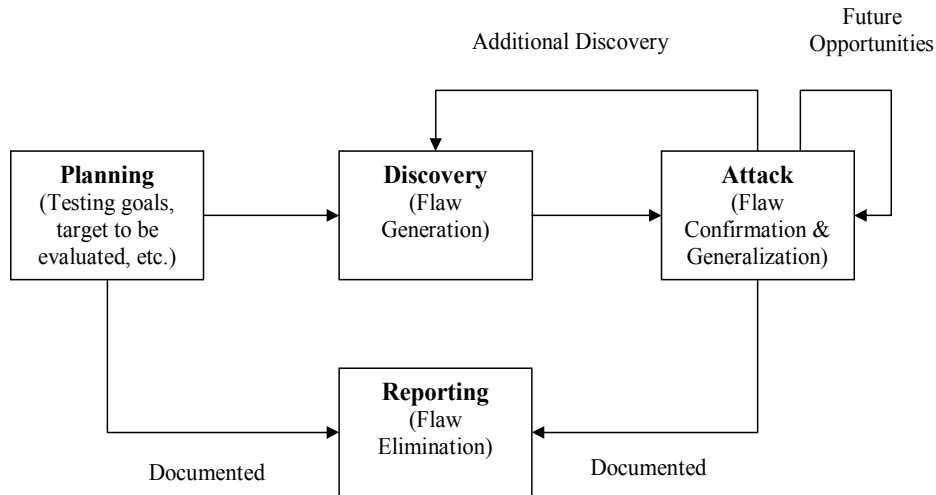 Future
Opportunities
Additional Discovery
Planning
(Testing goals,
target to be
evaluated, etc.)
Discovery
(Flaw
Generation)
Attack
(Flaw
Confirmation &
Generalization)
Reporting
(Flaw
Elimination)
Documented
Documented